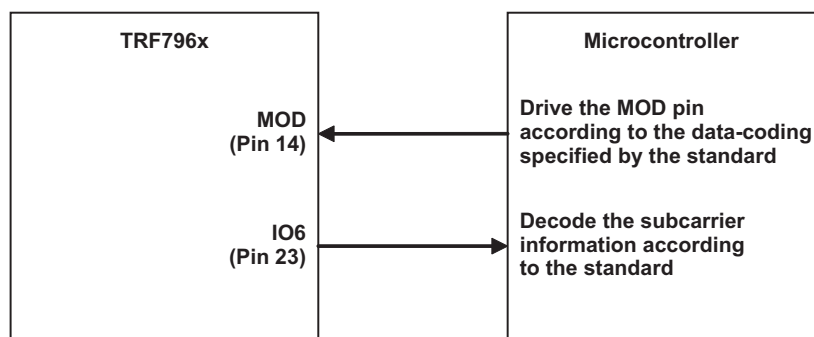 TRF796x
Microcontroller
MOD
(Pin 14)
Drive the MOD pin
according to the data-coding
specified by the standard
IO6
(Pin 23)
Decode the subcarrier
information according
to the standard